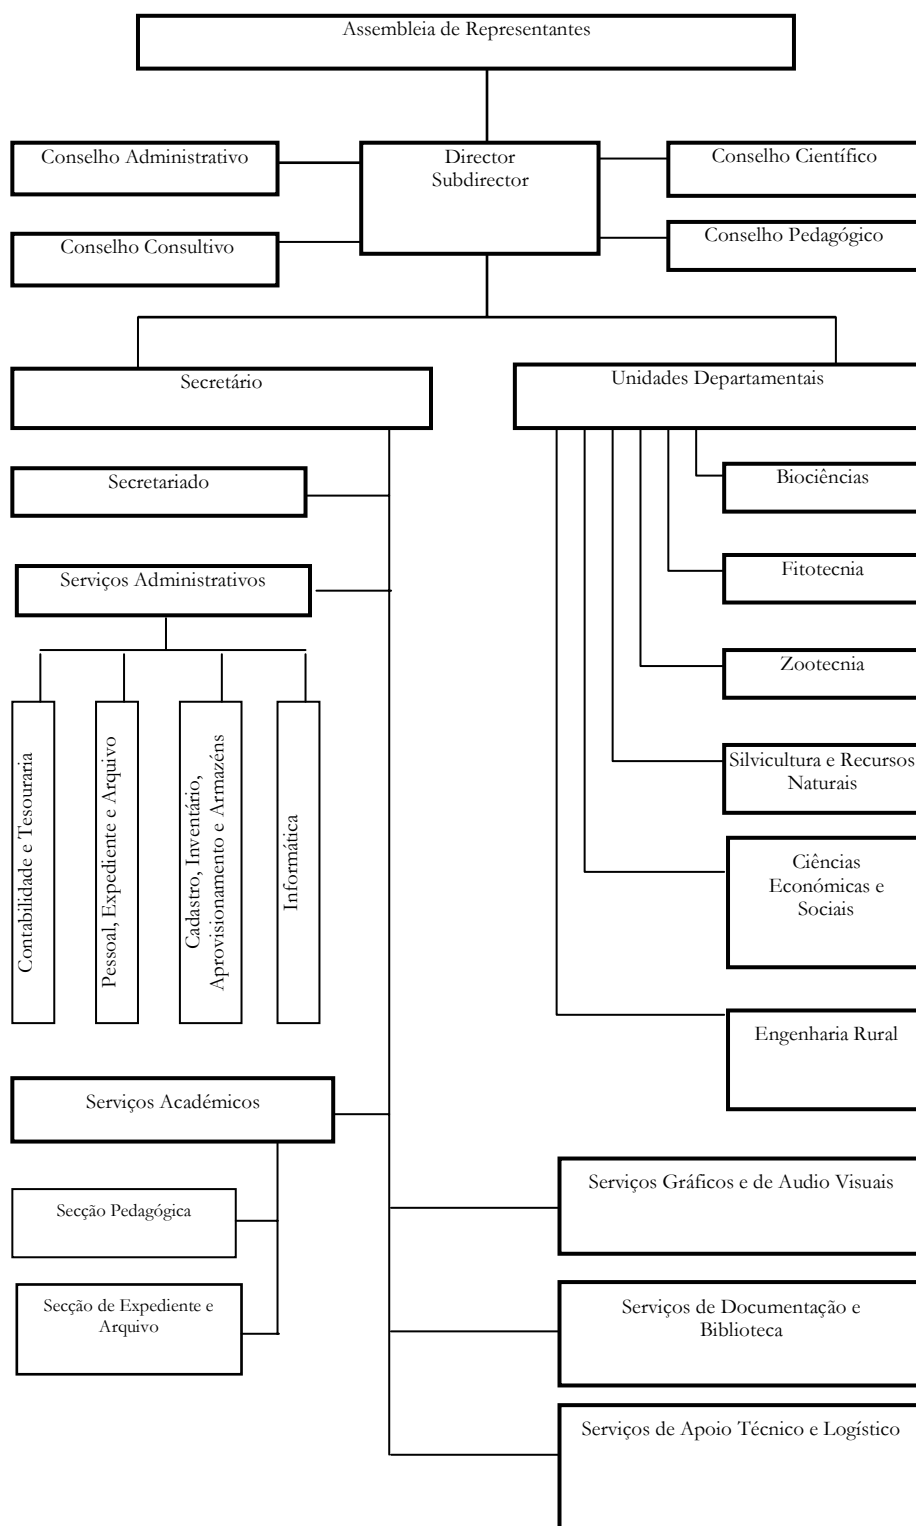 Assembleia de Representantes
Conselho Administrativo
Director
Subdirector
Conselho Científico
Conselho Consultivo
Conselho Pedagógico
Secretário
Unidades Departamentais
Secretariado
Biociências
Serviços Administrativos
Fitotecnia
Zootecnia
Contabilidade e Tesouraria
Pessoal, Expediente e Arquivo
Cadastro, Inventário,
Aprovisionamento e Armazéns
Informática
Silvicultura e Recursos
Naturais
Ciências
Económicas e
Sociais
Engenharia Rural
Serviços Académicos
Secção Pedagógica
Secção de Expediente e
Arquivo
Serviços Gráficos e de Audio Visuais
Serviços de Documentação e
Biblioteca
Serviços de Apoio Técnico e Logístico